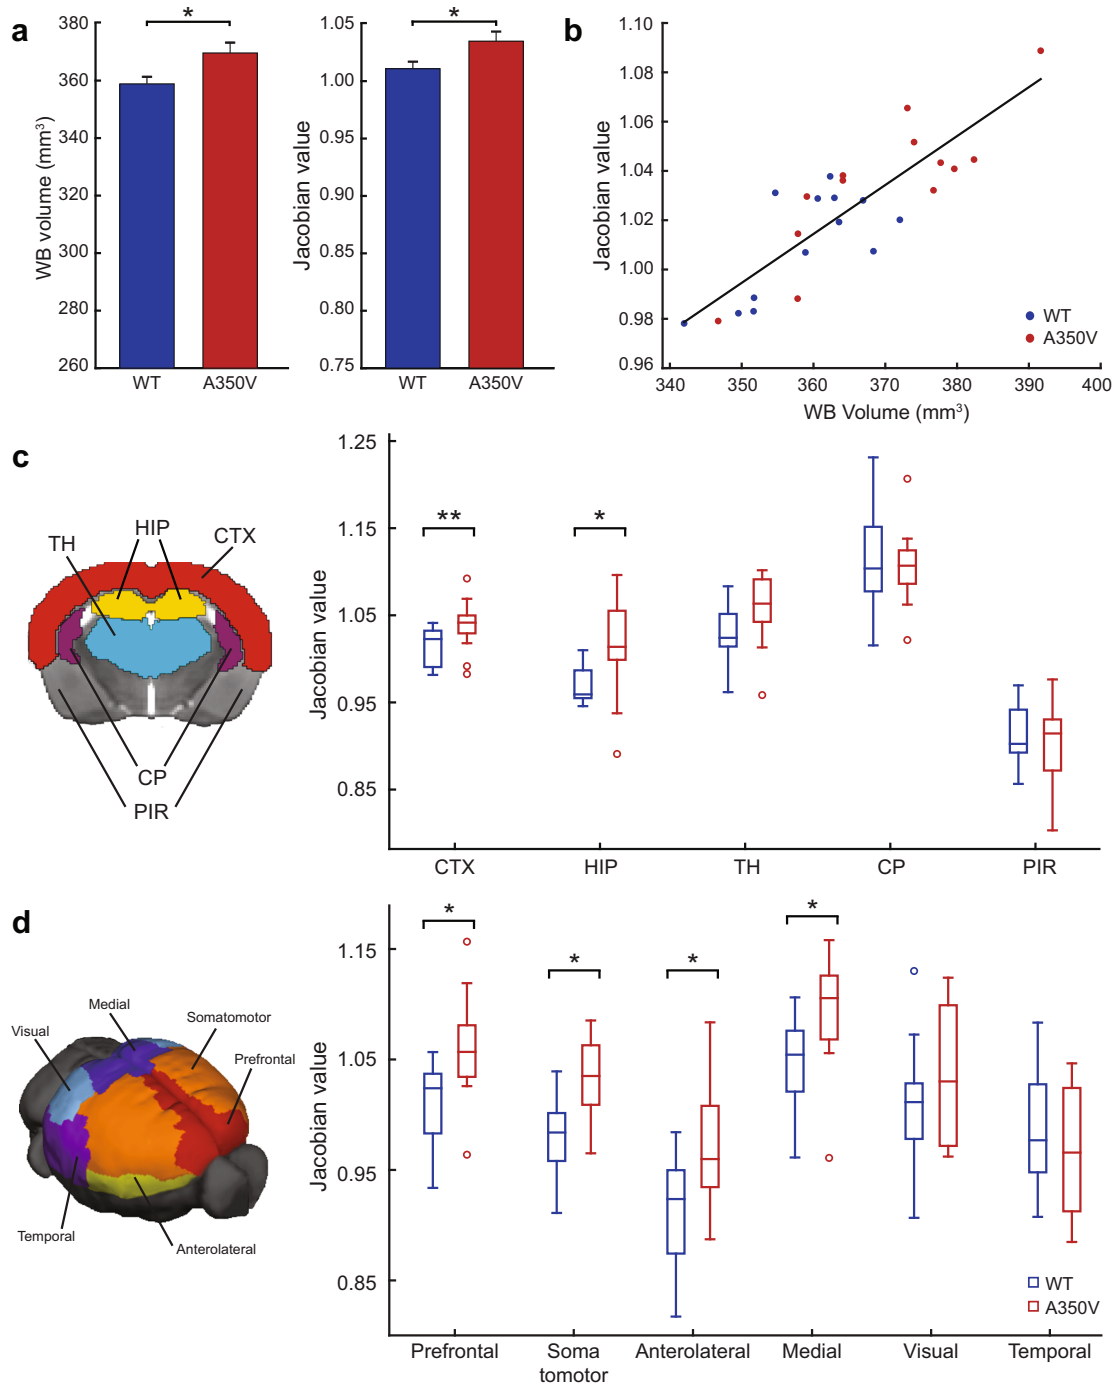 a
WB volume (mm³)
380
360
340
320
300
280
260
*
WT
A350V
Jacobian value
1.05
1.00
0.95
0.90
0.85
0.80
0.75
*
WT
A350V
b
Jacobian value
1.10
1.08
1.06
1.04
1.02
1.00
0.98
0.96
340
350
360
370
380
390
400
WB Volume (mm³)
WT
A350V
c
HIP
TH
CTX
CP
PIR
Jacobian value
1.25
1.15
1.05
0.95
0.85
**
*
CTX
HIP
TH
CP
PIR
d
Medial
Visual
Somatomotor
Prefrontal
Temporal
Anterolateral
Jacobian value
1.15
1.05
0.95
0.85
*
*
*
*
WT
A350V
Prefrontal
Soma
tomotor
Anterolateral
Medial
Visual
Temporal